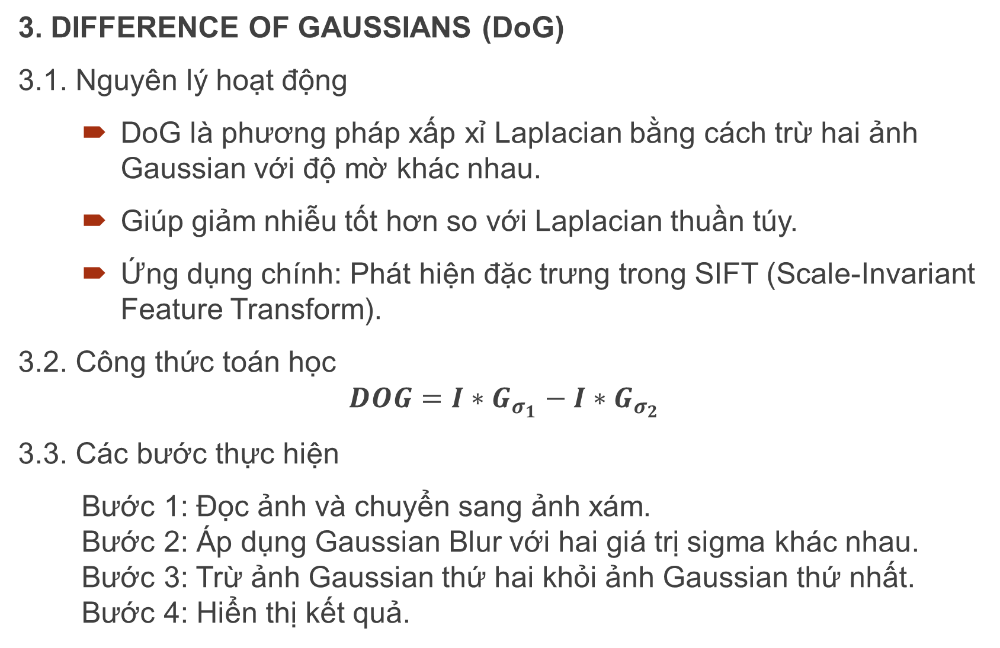 3. DIFFERENCE OF GAUSSIANS (DoG)
3.1. Nguyên lý hoạt động
DoG là phương pháp xấp xỉ Laplacian bằng cách trừ hai ảnh
Gaussian với độ mờ khác nhau.
Giúp giảm nhiễu tốt hơn so với Laplacian thuần túy.
Ứng dụng chính: Phát hiện đặc trưng trong SIFT (Scale-Invariant
Feature Transform).
3.2. Công thức toán học
DOG = I * G_{σ_1} − I * G_{σ_2}
3.3. Các bước thực hiện
Bước 1: Đọc ảnh và chuyển sang ảnh xám.
Bước 2: Áp dụng Gaussian Blur với hai giá trị sigma khác nhau.
Bước 3: Trừ ảnh Gaussian thứ hai khỏi ảnh Gaussian thứ nhất.
Bước 4: Hiển thị kết quả.